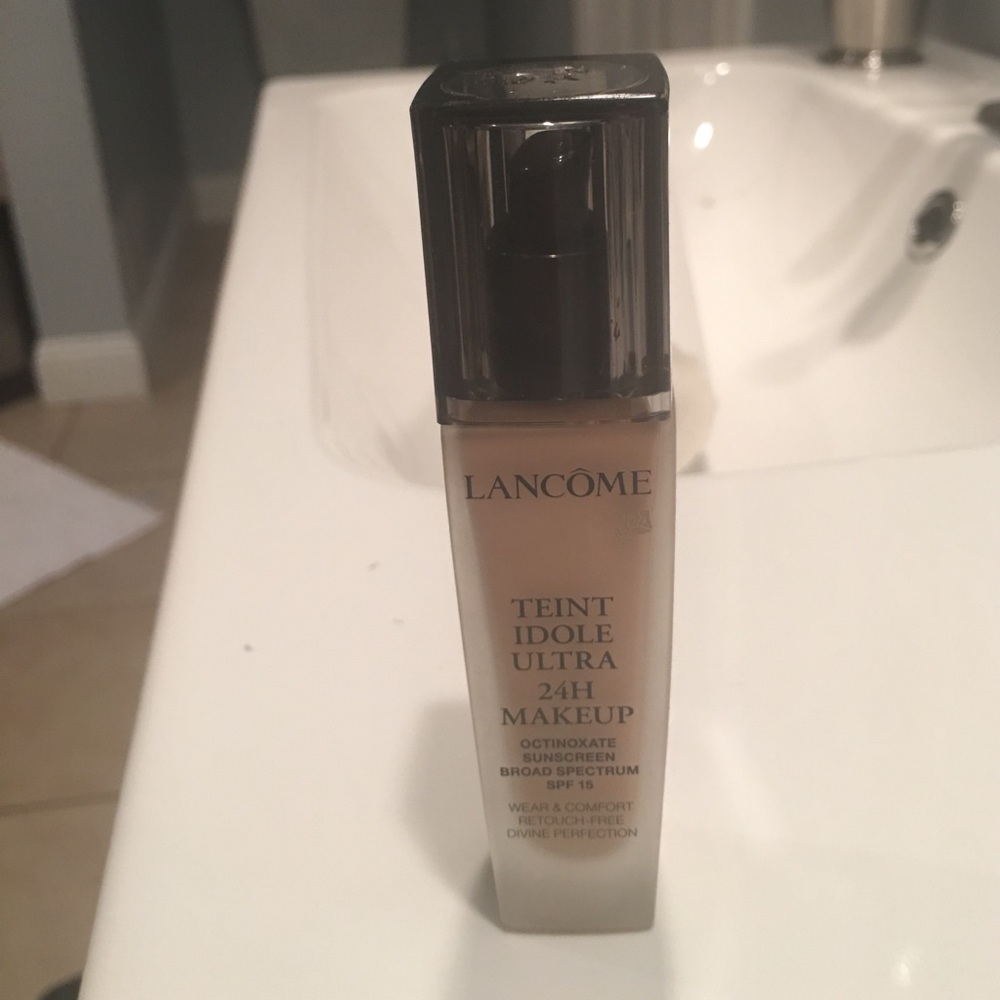 LANCÔME
TEINT
IDOLE
ULTRA
24H
MAKEUP
OCTINOXATE
SUNSCREEN
BROAD SPECTRUM
SPF 15
WEAR & COMFORT
RETOUCH-FREE
DIVINE PERFECTION